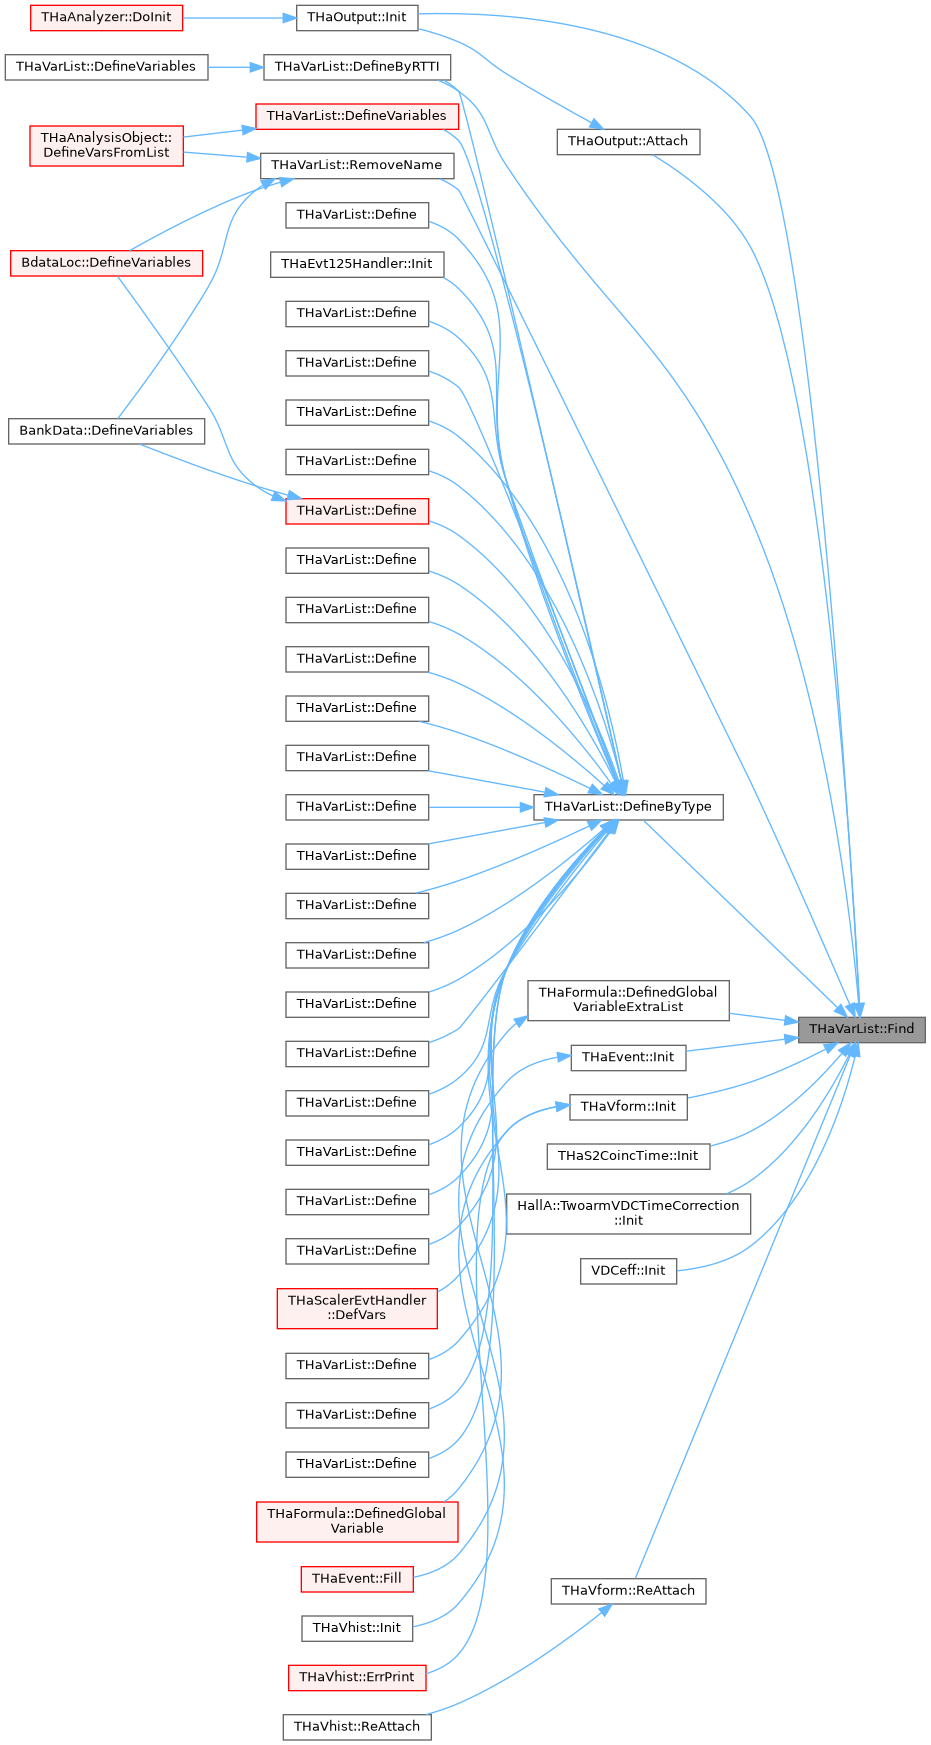 THaAnalyzer::DoInit
THaOutput::Init
THaVarList::DefineVariables
THaVarList::DefineByRTTI
THaVarList::DefineVariables
THaAnalysisObject::
DefineVarsFromList
THaOutput::Attach
THaVarList::RemoveName
THaVarList::Define
BdataLoc::DefineVariables
THaEvt125Handler::Init
THaVarList::Define
THaVarList::Define
THaVarList::Define
BankData::DefineVariables
THaVarList::Define
THaVarList::Define
THaVarList::Define
THaVarList::Define
THaVarList::Define
THaVarList::Define
THaVarList::Define
THaVarList::Define
THaVarList::DefineByType
THaVarList::Define
THaVarList::Define
THaVarList::Define
THaVarList::Define
THaFormula::DefinedGlobal
VariableExtraList
THaVarList::Find
THaVarList::Define
THaEvent::Init
THaVarList::Define
THaVform::Init
THaVarList::Define
THaS2CoincTime::Init
THaVarList::Define
HallA::TwoarmVDCTimeCorrection
::Init
THaVarList::Define
VDCeff::Init
THaScalerEvtHandler
::DefVars
THaVarList::Define
THaVarList::Define
THaVarList::Define
THaFormula::DefinedGlobal
Variable
THaEvent::Fill
THaVform::ReAttach
THaVhist::Init
THaVhist::ErrPrint
THaVhist::ReAttach